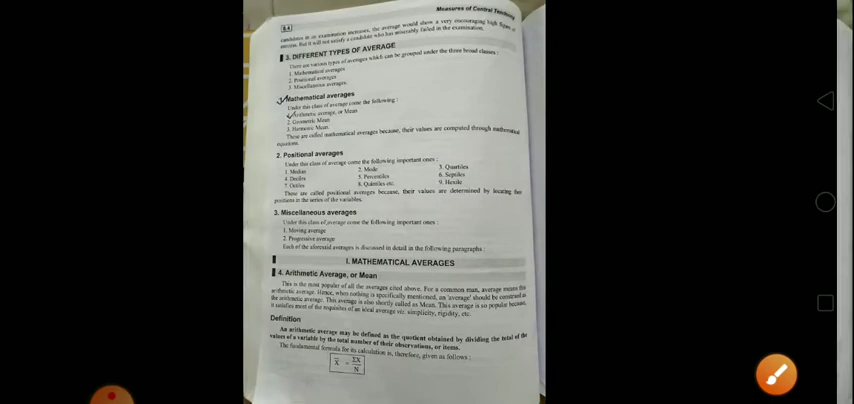 Measures of Central Tendency
5.4
candidates in an examination increases, the average would show a very encouraging high figure of
success. But it will not satisfy a candidate who has miserably failed in the examination.
3. DIFFERENT TYPES OF AVERAGE
There are various types of averages which can be grouped under the three broad classes :
1. Mathematical averages
2. Positional averages
3. Miscellaneous averages
1. Mathematical averages
Under this class of average come the following :
1. Arithmetic average, or Mean
2. Geometric Mean
3. Harmonic Mean
These are called mathematical averages because, their values are computed through mathematical
equations.
2. Positional averages
Under this class of average come the following important ones :
1. Median 2. Mode 3. Quartiles
4. Deciles 5. Percentiles 6. Septiles
7. Octiles 8. Quintiles etc. 9. Hexile
These are called positional averages because, their values are determined by locating their
positions in the series of the variables.
3. Miscellaneous averages
Under this class of average come the following important ones :
1. Moving average
2. Progressive average
Each of the aforesaid averages is discussed in detail in the following paragraphs :
I. MATHEMATICAL AVERAGES
4. Arithmetic Average, or Mean
This is the most popular of all the averages cited above. For a common man, average means the
arithmetic average. Hence, when nothing is specifically mentioned, an 'average' should be construed as
the arithmetic average. This average is also shortly called as Mean. This average is so popular because,
it satisfies most of the requisites of an ideal average viz. simplicity, rigidity, etc.
Definition
An arithmetic average may be defined as the quotient obtained by dividing the total of the
values of a variable by the total number of their observations, or items.
The fundamental formula for its calculation is, therefore, given as follows :
X̄ = ΣX / N